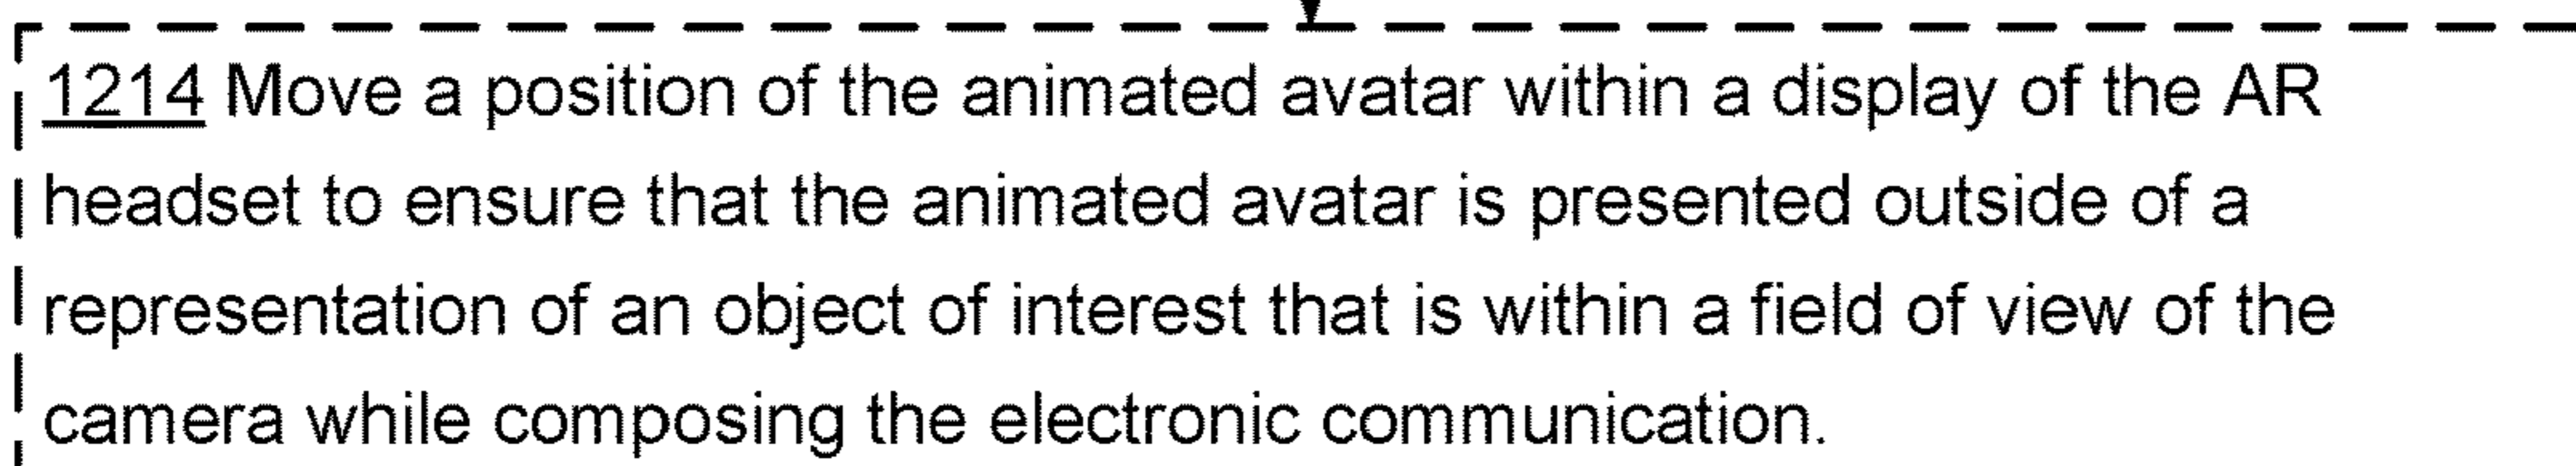 1214 Move a position of the animated avatar within a display of the AR
headset to ensure that the animated avatar is presented outside of a
representation of an object of interest that is within a field of view of the
camera while composing the electronic communication.